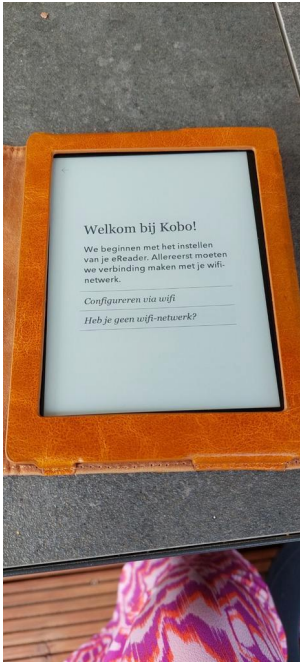 Welkom bij Kobo!
We beginnen met het instellen
van je eReader. Allereerst moeten
we verbinding maken met je wifi-
netwerk.
Configureren via wifi
Heb je geen wifi-netwerk?